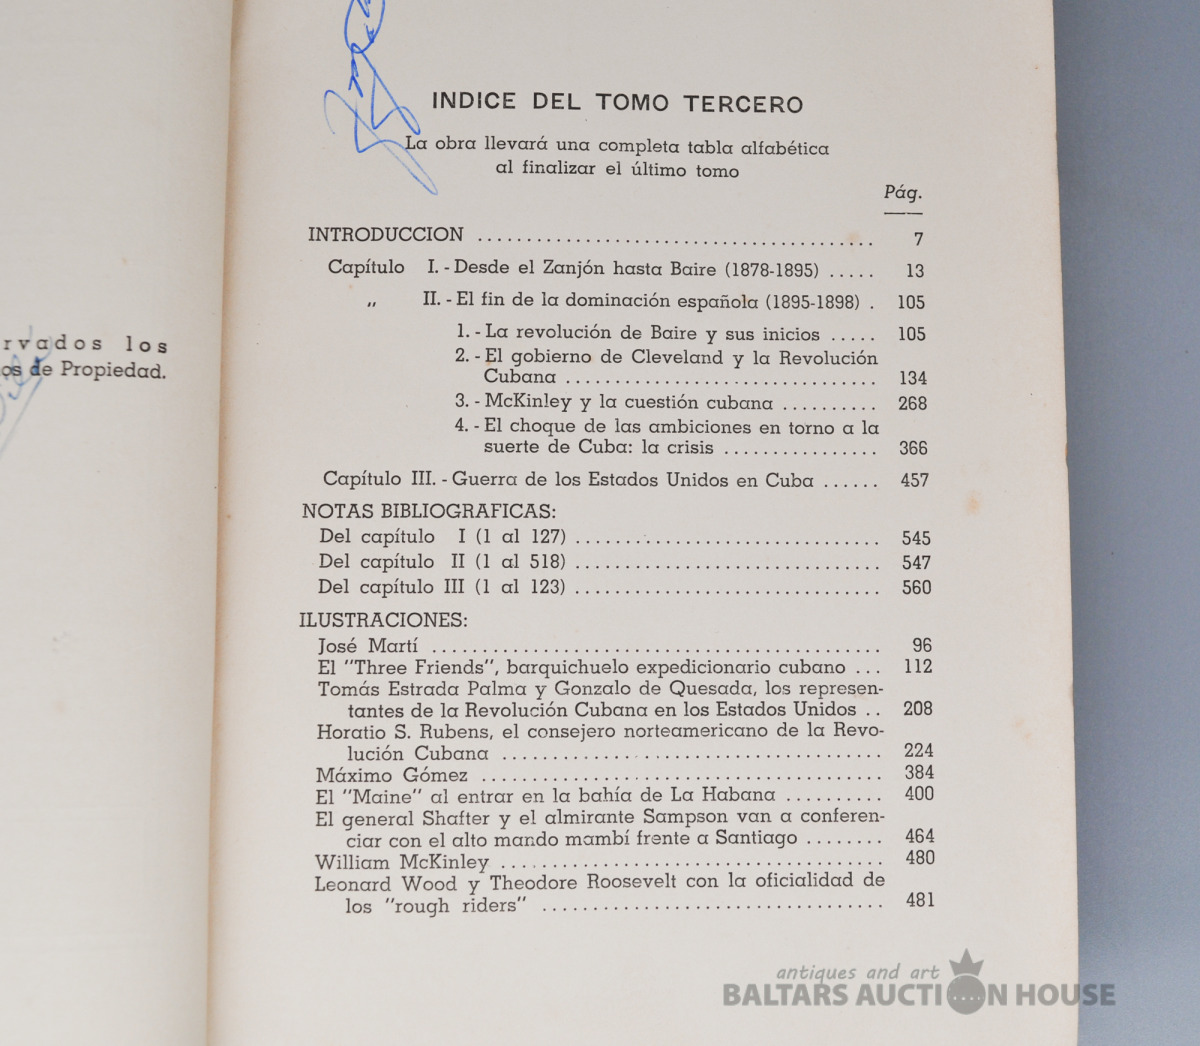 rvados los
os de Propiedad.
INDICE DEL TOMO TERCERO
La obra llevará una completa tabla alfabética
al finalizar el último tomo
Pág.
INTRODUCCION ........................................ 7
Capítulo I. - Desde el Zanjón hasta Baire (1878-1895) ..... 13
,, II. - El fin de la dominación española (1895-1898) . 105
1. - La revolución de Baire y sus inicios ..... 105
2. - El gobierno de Cleveland y la Revolución
Cubana ............................... 134
3. - McKinley y la cuestión cubana .......... 268
4. - El choque de las ambiciones en torno a la
suerte de Cuba: la crisis ................ 366
Capítulo III. - Guerra de los Estados Unidos en Cuba ...... 457
NOTAS BIBLIOGRAFICAS:
Del capítulo I (1 al 127) ............................... 545
Del capítulo II (1 al 518) ............................... 547
Del capítulo III (1 al 123) ............................... 560
ILUSTRACIONES:
José Martí ............................................. 96
El "Three Friends", barquichuelo expedicionario cubano ... 112
Tomás Estrada Palma y Gonzalo de Quesada, los represen-
tantes de la Revolución Cubana en los Estados Unidos .. 208
Horatio S. Rubens, el consejero norteamericano de la Revo-
lución Cubana ...................................... 224
Máximo Gómez ........................................ 384
El "Maine" al entrar en la bahía de La Habana .......... 400
El general Shafter y el almirante Sampson van a conferen-
ciar con el alto mando mambí frente a Santiago ........ 464
William McKinley ...................................... 480
Leonard Wood y Theodore Roosevelt con la oficialidad de
los "rough riders" .................................. 481
antiques and art
BALTARS AUCTION HOUSE